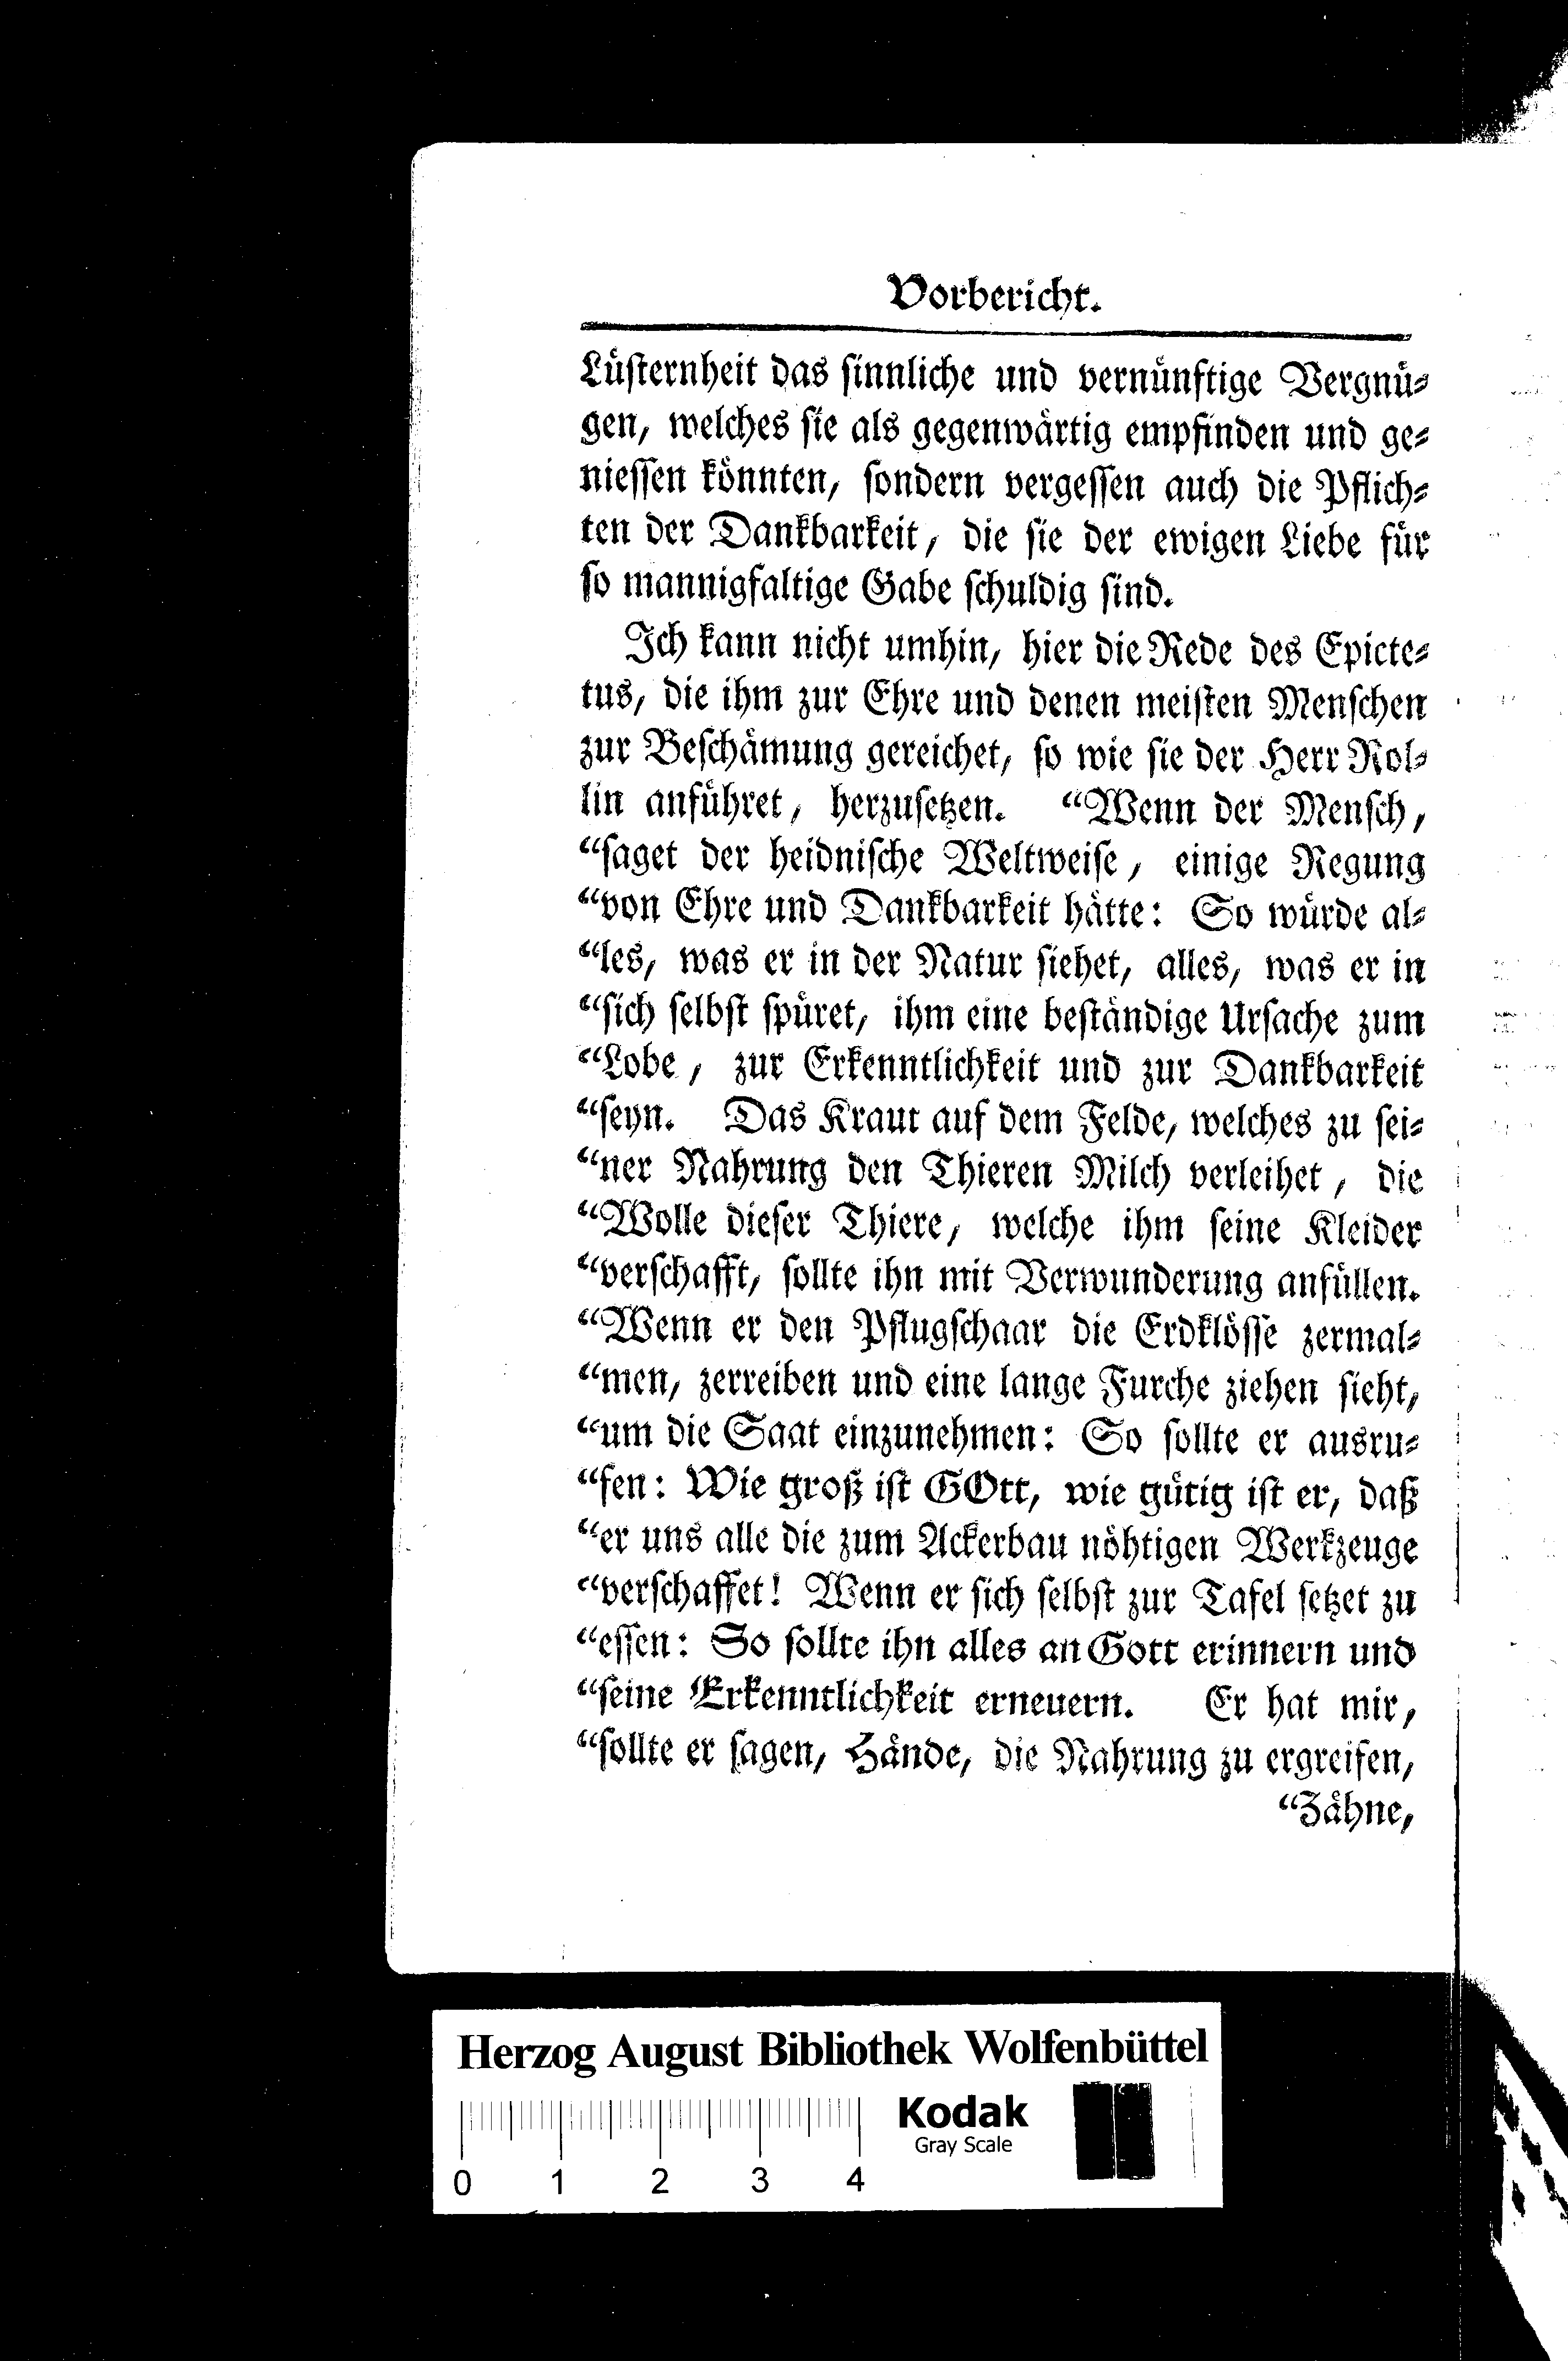 Vorbericht.
Lüsternheit das sinnliche und vernünftige Vergnü-
gen, welches sie als gegenwärtig empfinden und ge-
niessen könnten, sondern vergessen auch die Pflich-
ten der Dankbarkeit, die sie der ewigen Liebe für
so mannigfaltige Gabe schuldig sind.
Ich kann nicht umhin, hier die Rede des Epicte-
tus, die ihm zur Ehre und denen meisten Menschen
zur Beschämung gereichet, so wie sie der Herr Rol-
lin anführet, herzusetzen. “Wenn der Mensch,
“saget der heidnische Weltweise, einige Regung
“von Ehre und Dankbarkeit hätte: So würde al-
“les, was er in der Natur siehet, alles, was er in
“sich selbst spüret, ihm eine beständige Ursache zum
“Lobe, zur Erkenntlichkeit und zur Dankbarkeit
“seyn. Das Kraut auf dem Felde, welches zu sei-
“ner Nahrung den Thieren Milch verleihet, die
“Wolle dieser Thiere, welche ihm seine Kleider
“verschafft, sollte ihn mit Verwunderung anfüllen.
“Wenn er den Pflugschaar die Erdklösse zermal-
“men, zerreiben und eine lange Furche ziehen sieht,
“um die Saat einzunehmen: So sollte er ausru-
“fen: Wie groß ist GOtt, wie gütig ist er, daß
“er uns alle die zum Ackerbau nöhtigen Werkzeuge
“verschaffet! Wenn er sich selbst zur Tafel setzet zu
“essen: So sollte ihn alles an Gott erinnern und
“seine Erkenntlichkeit erneuern. Er hat mir,
“sollte er sagen, Hände, die Nahrung zu ergreifen,
“Zähne,
Herzog August Bibliothek Wolfenbüttel
Kodak
Gray Scale
0 1 2 3 4